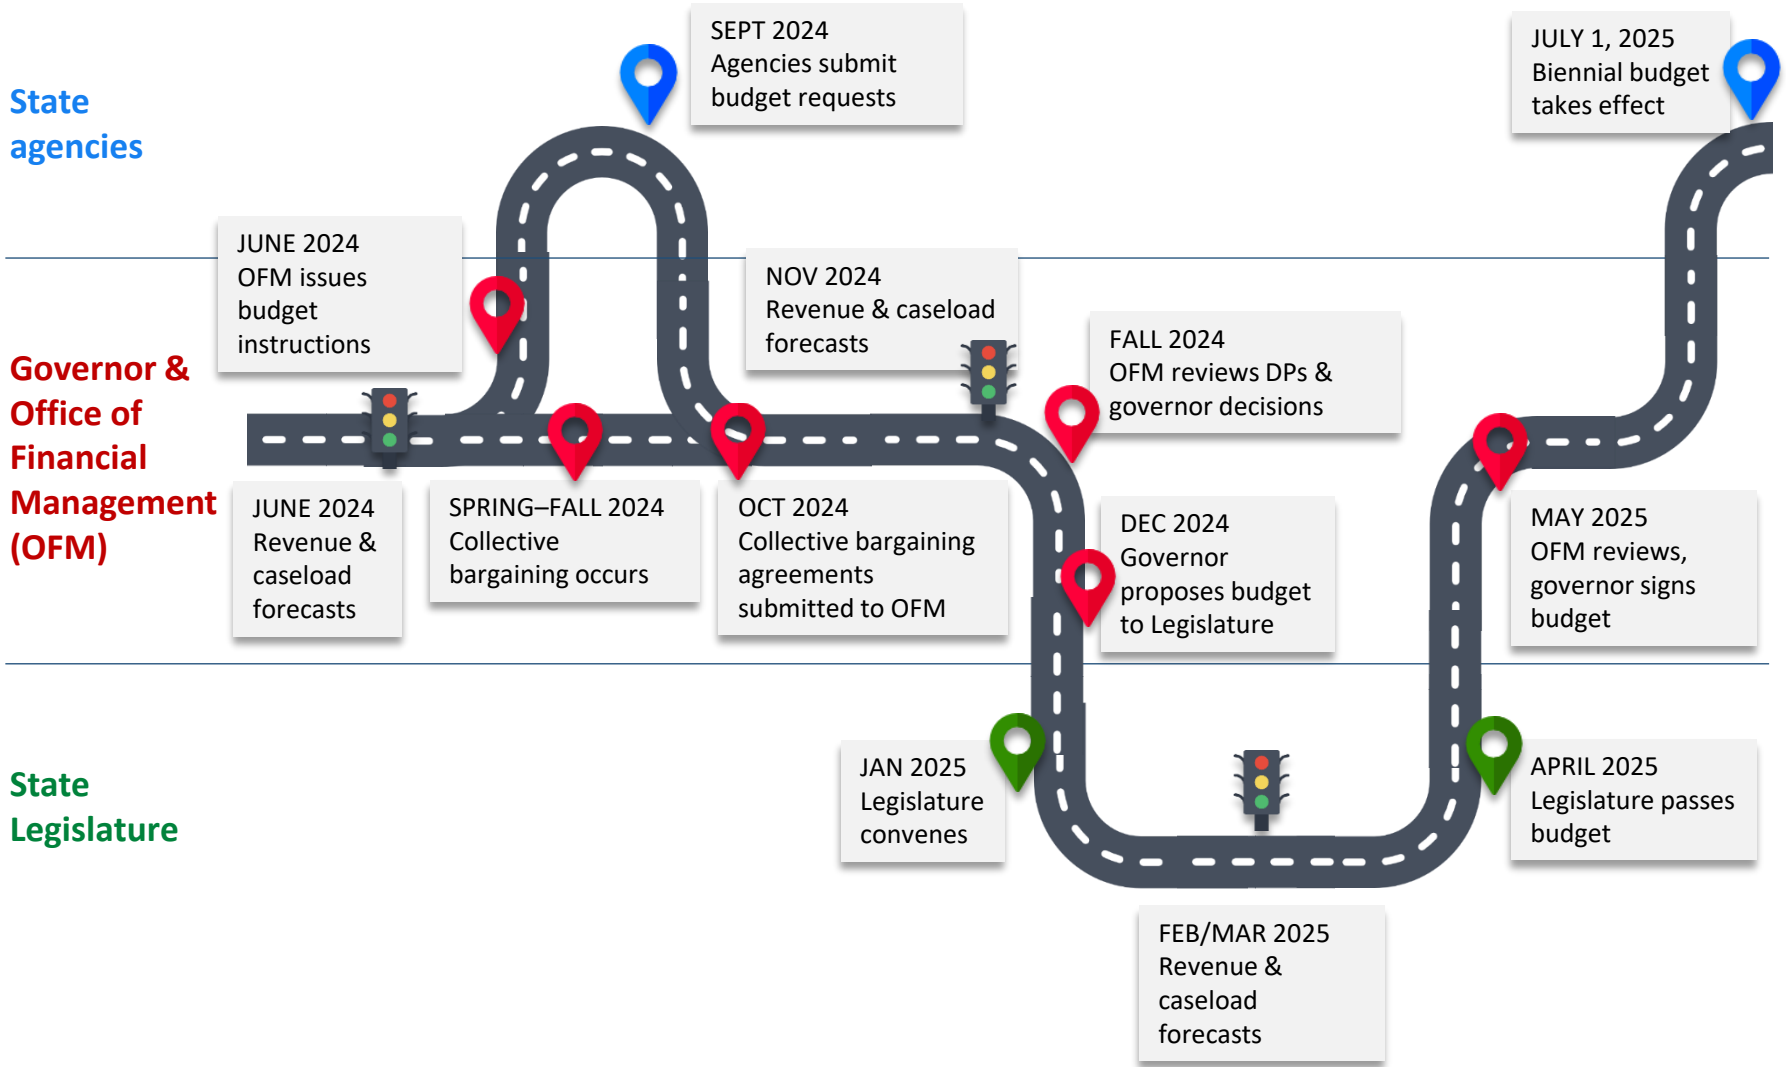 State
agencies
SEPT 2024
Agencies submit
budget requests
JULY 1, 2025
Biennial budget
takes effect
Governor &
Office of
Financial
Management
(OFM)
JUNE 2024
OFM issues
budget
instructions
JUNE 2024
Revenue &
caseload
forecasts
SPRING–FALL 2024
Collective
bargaining occurs
OCT 2024
Collective bargaining
agreements
submitted to OFM
NOV 2024
Revenue & caseload
forecasts
FALL 2024
OFM reviews DPs &
governor decisions
DEC 2024
Governor
proposes budget
to Legislature
MAY 2025
OFM reviews,
governor signs
budget
State
Legislature
JAN 2025
Legislature
convenes
FEB/MAR 2025
Revenue &
caseload
forecasts
APRIL 2025
Legislature passes
budget